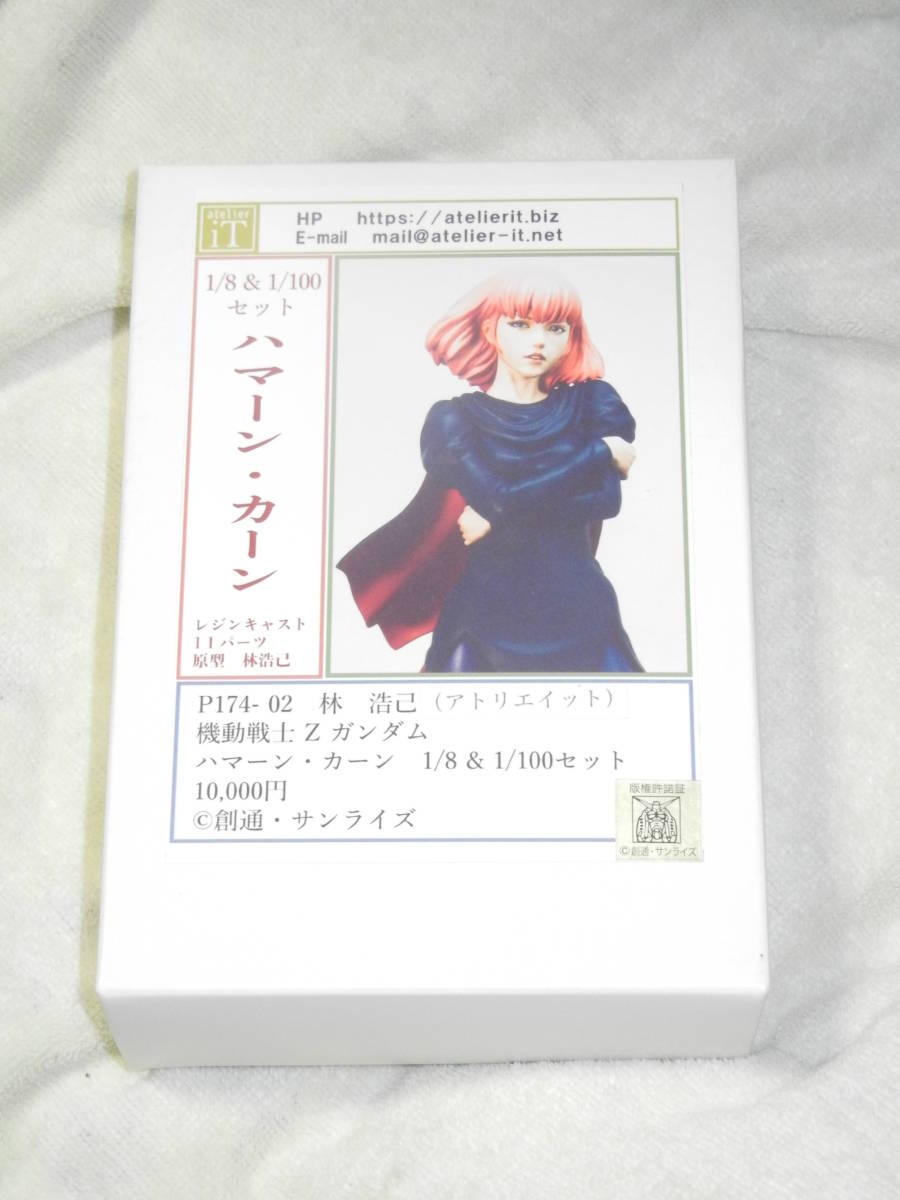 atelier
iT
HP https://atelierit.biz
E-mail mail@atelier-it.net
1/8 & 1/100
セット
ハマーン・カーン
レジンキャスト
11パーツ
原型 林浩己
P174-02 林 浩己（アトリエイット）
機動戦士 Z ガンダム
ハマーン・カーン 1/8 & 1/100セット
10,000円
©創通・サンライズ
版権許諾証
©創通・サンライズ